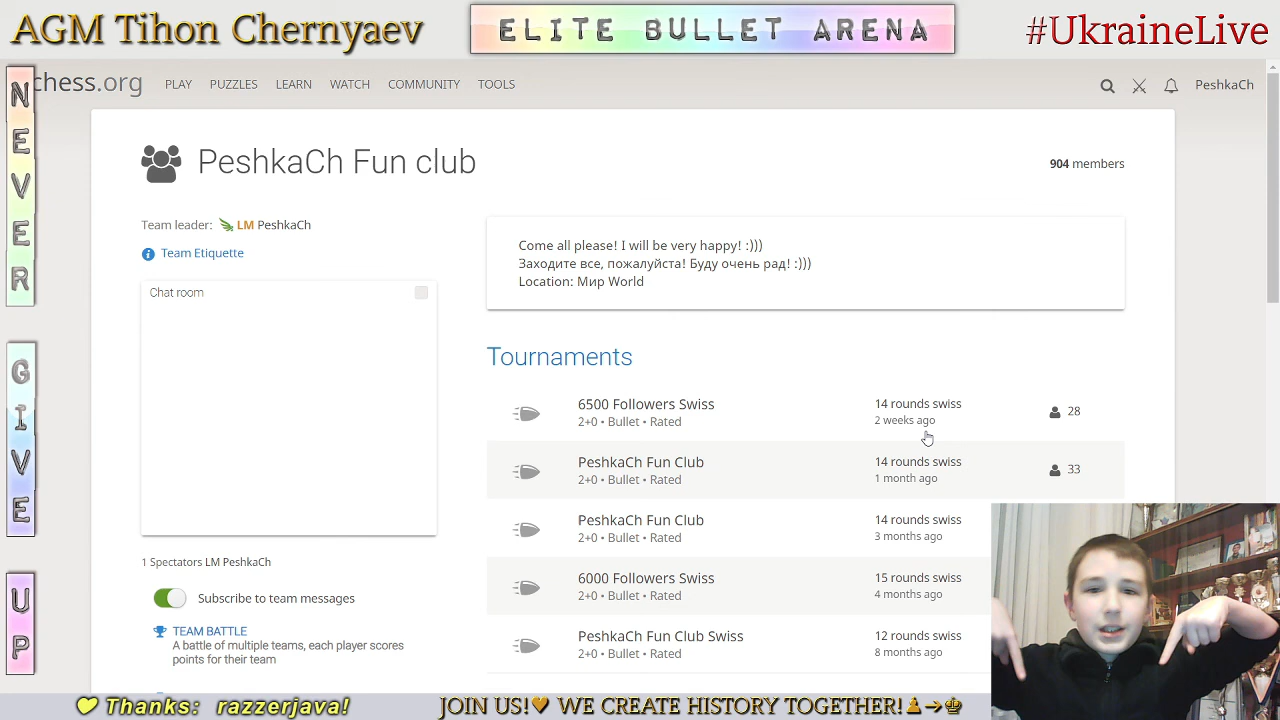 AGM Tihon Chernyaev
ELITE BULLET ARENA
#UkraineLive
NEVER
GIVE
UP
chess.org
PLAY PUZZLES LEARN WATCH COMMUNITY TOOLS
PeshkaCh
PeshkaCh Fun club
904 members
Team leader: LM PeshkaCh
Team Etiquette
Chat room
Come all please! I will be very happy! :)))
Заходите все, пожалуйста! Буду очень рад! :)))
Location: Мир World
Tournaments
6500 Followers Swiss
2+0 • Bullet • Rated
14 rounds swiss
2 weeks ago
28
PeshkaCh Fun Club
2+0 • Bullet • Rated
14 rounds swiss
1 month ago
33
PeshkaCh Fun Club
2+0 • Bullet • Rated
14 rounds swiss
3 months ago
6000 Followers Swiss
2+0 • Bullet • Rated
15 rounds swiss
4 months ago
PeshkaCh Fun Club Swiss
2+0 • Bullet • Rated
12 rounds swiss
8 months ago
1 Spectators LM PeshkaCh
Subscribe to team messages
TEAM BATTLE
A battle of multiple teams, each player scores
points for their team
Thanks: razzerjava!
JOIN US!🧡 WE CREATE HISTORY TOGETHER!♟→♚